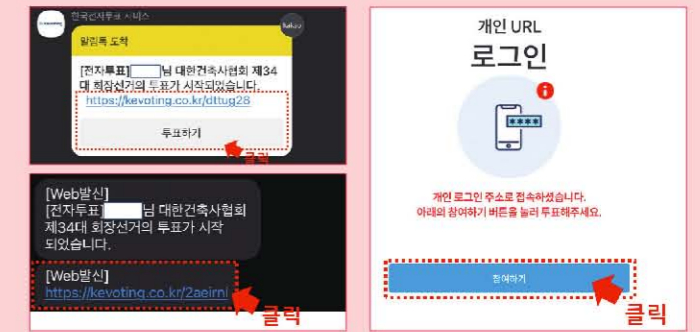 한국전자투표 서비스
알림톡 도착
[전자투표] 님 대한건축사협회 제34
대 회장선거의 투표가 시작되었습니다.
https://kevoting.co.kr/dttug28
투표하기
클릭
[Web발신]
[전자투표] 님 대한건축사협회
제34대 회장선거의 투표가 시작
되었습니다.
[Web발신]
https://kevoting.co.kr/2aeirnl
클릭
개인 URL
로그인
개인 로그인 주소로 접속하셨습니다.
아래의 참여하기 버튼을 눌러 투표해주세요.
참여하기
클릭